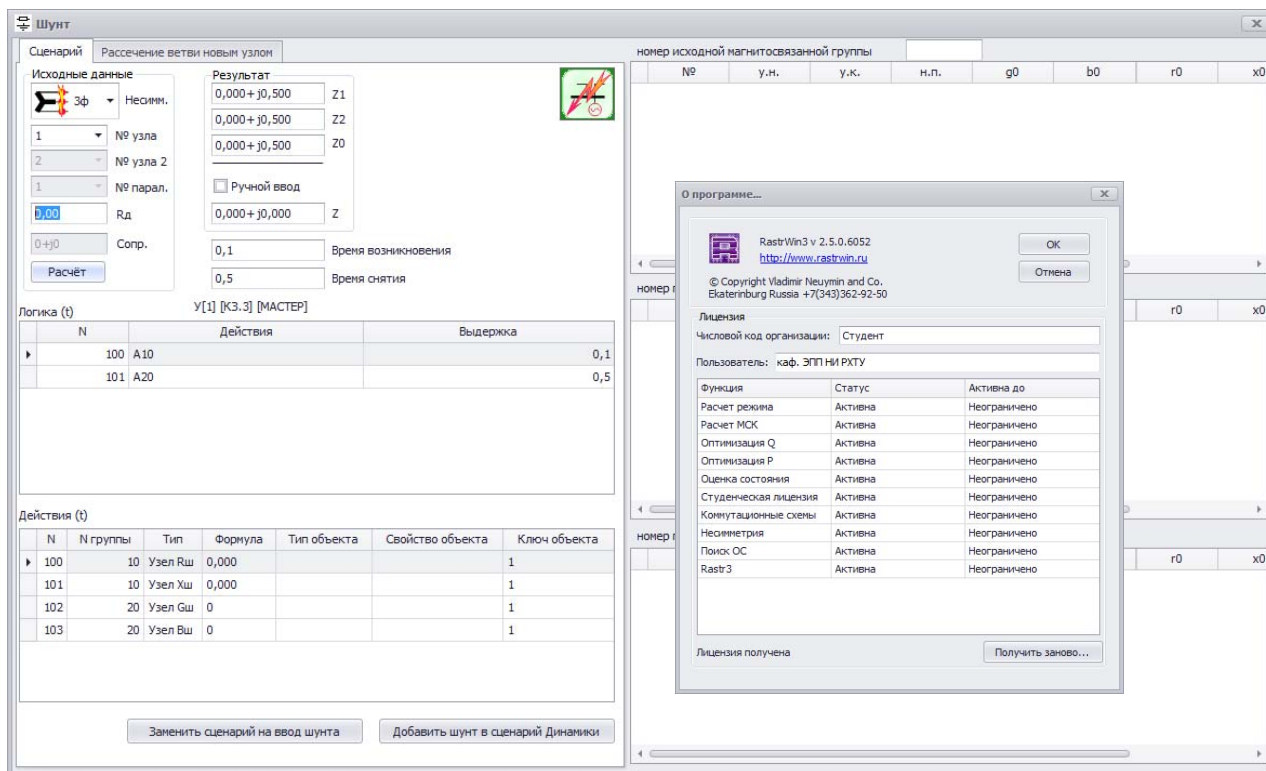 Шунт
Сценарий Рассечение ветви новым узлом
Исходные данные
3ф Несимм.
1 № узла
2 № узла 2
1 № парал.
0,00 Rд
0+j0 Сопр.
Расчёт
Результат
0,000+j0,500 Z1
0,000+j0,500 Z2
0,000+j0,500 Z0
Ручной ввод
0,000+j0,000 Z
0,1 Время возникновения
0,5 Время снятия
Логика (t) У[1] [КЗ.3] [МАСТЕР]
N Действия Выдержка
100 А10 0,1
101 А20 0,5
Действия (t)
N N группы Тип Формула Тип объекта Свойство объекта Ключ объекта
100 10 Узел Rш 0,000 1
101 10 Узел Xш 0,000 1
102 20 Узел Gш 0 1
103 20 Узел Bш 0 1
Заменить сценарий на ввод шунта Добавить шунт в сценарий Динамики
номер исходной магнитосвязанной группы
№ у.н. у.к. н.п. g0 b0 r0 x0
номер
r0 x0
номер
r0 x0
О программе...
RastrWin3 v 2.5.0.6052
http://www.rastrwin.ru
© Copyright Vladimir Neuymin and Co.
Ekaterinburg Russia +7(343)362-92-50
ОК
Отмена
Лицензия
Числовой код организации: Студент
Пользователь: каф. ЭПП НИ РХТУ
Функция Статус Активна до
Расчет режима Активна Неограничено
Расчет МСК Активна Неограничено
Оптимизация Q Активна Неограничено
Оптимизация P Активна Неограничено
Оценка состояния Активна Неограничено
Студенческая лицензия Активна Неограничено
Коммутационные схемы Активна Неограничено
Несимметрия Активна Неограничено
Поиск ОС Активна Неограничено
Rastr3 Активна Неограничено
Лицензия получена Получить заново...